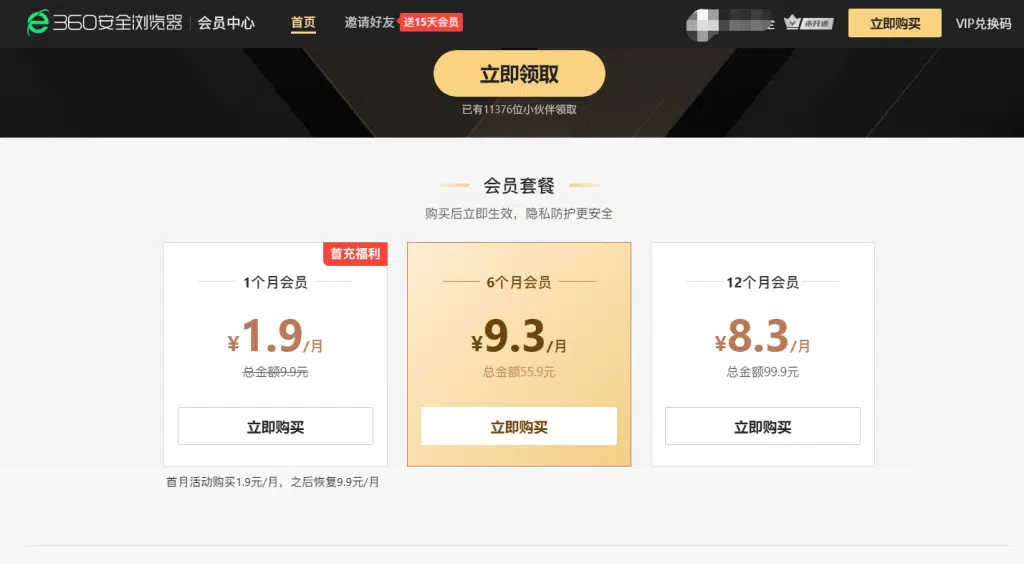 360安全浏览器 会员中心 首页 邀请好友 送15天会员 未开通 立即购买 VIP兑换码
立即领取
已有11376位小伙伴领取
会员套餐
购买后立即生效，隐私防护更安全
首充福利
1个月会员
¥1.9/月
总金额9.9元
立即购买
首月活动购买1.9元/月，之后恢复9.9元/月
6个月会员
¥9.3/月
总金额55.9元
立即购买
12个月会员
¥8.3/月
总金额99.9元
立即购买